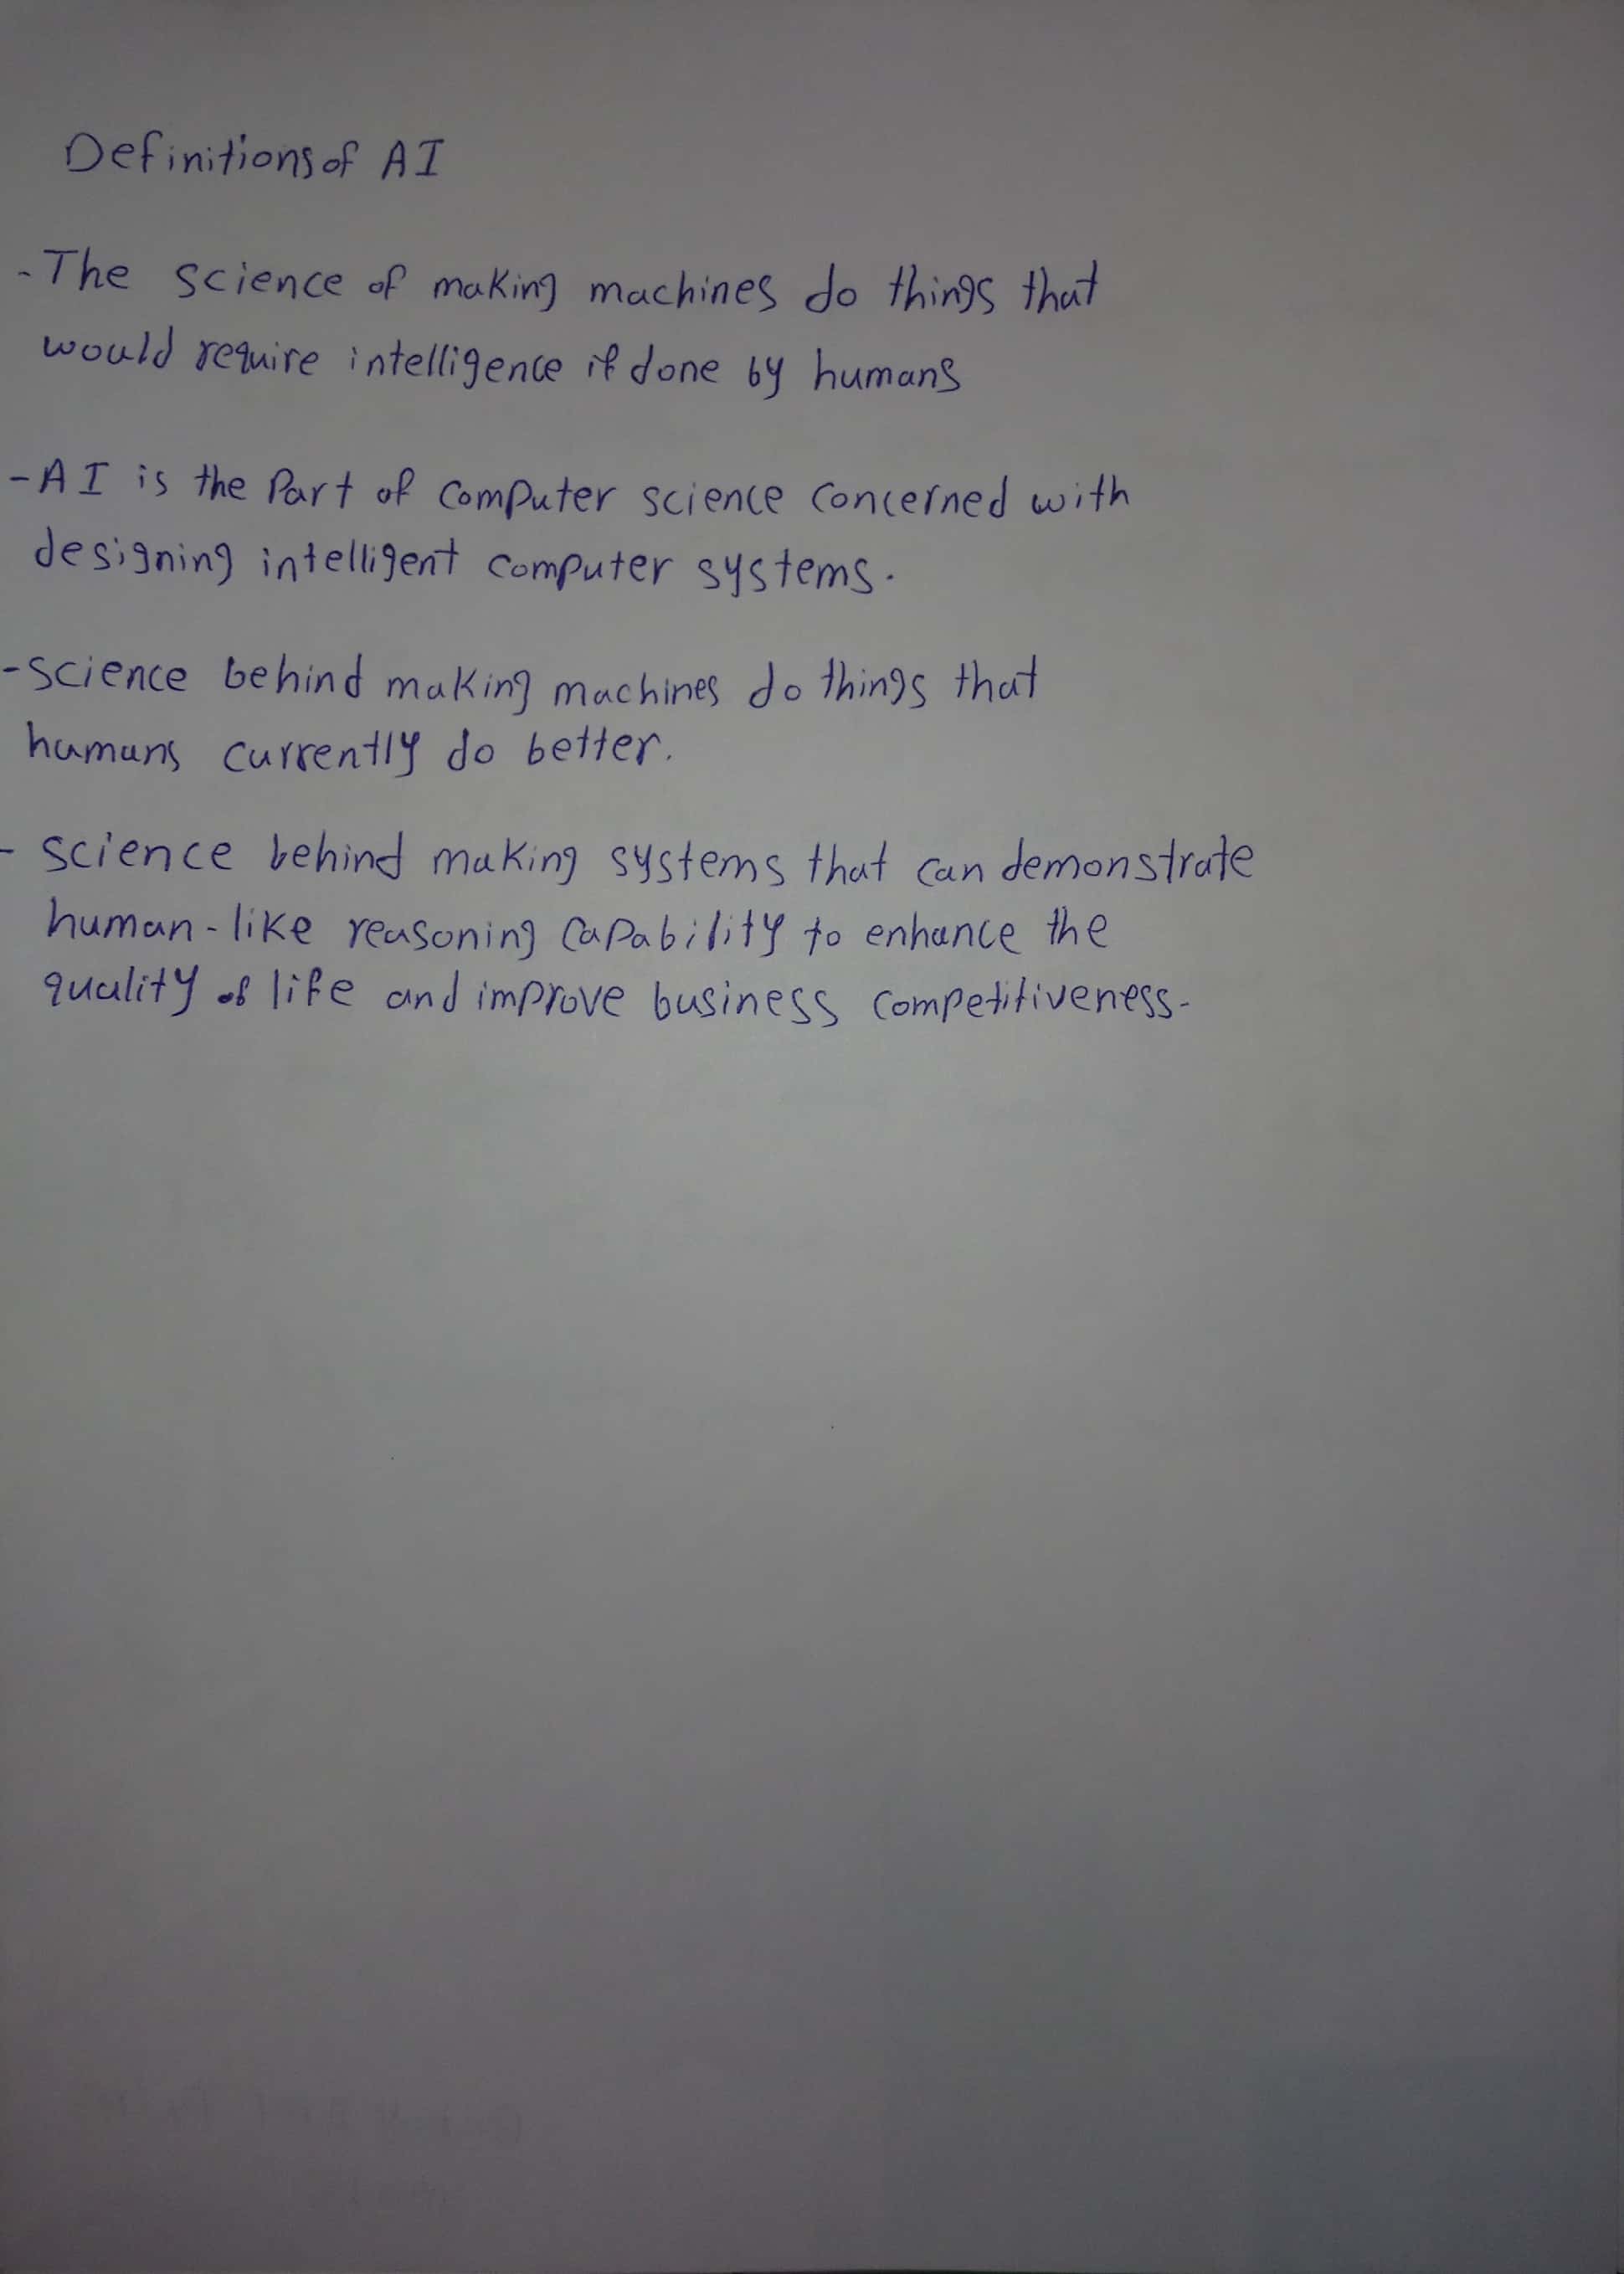 Definitions of AI
- The science of making machines do things that
would require intelligence if done by humans
- AI is the Part of computer science concerned with
designing intelligent computer systems.
- science behind making machines do things that
humans currently do better.
- science behind making systems that can demonstrate
human-like reasoning capability to enhance the
quality of life and improve business competitiveness.